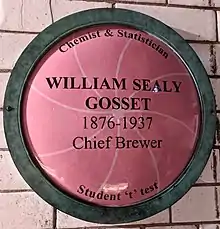 Chemist & Statistician
WILLIAM SEALY
GOSSET
1876-1937
Chief Brewer
Student 't' test